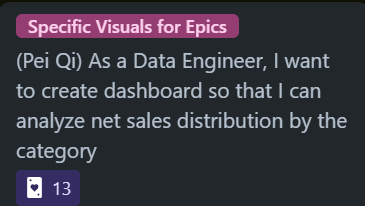 Specific Visuals for Epics
(Pei Qi) As a Data Engineer, I want
to create dashboard so that I can
analyze net sales distribution by the
category
13